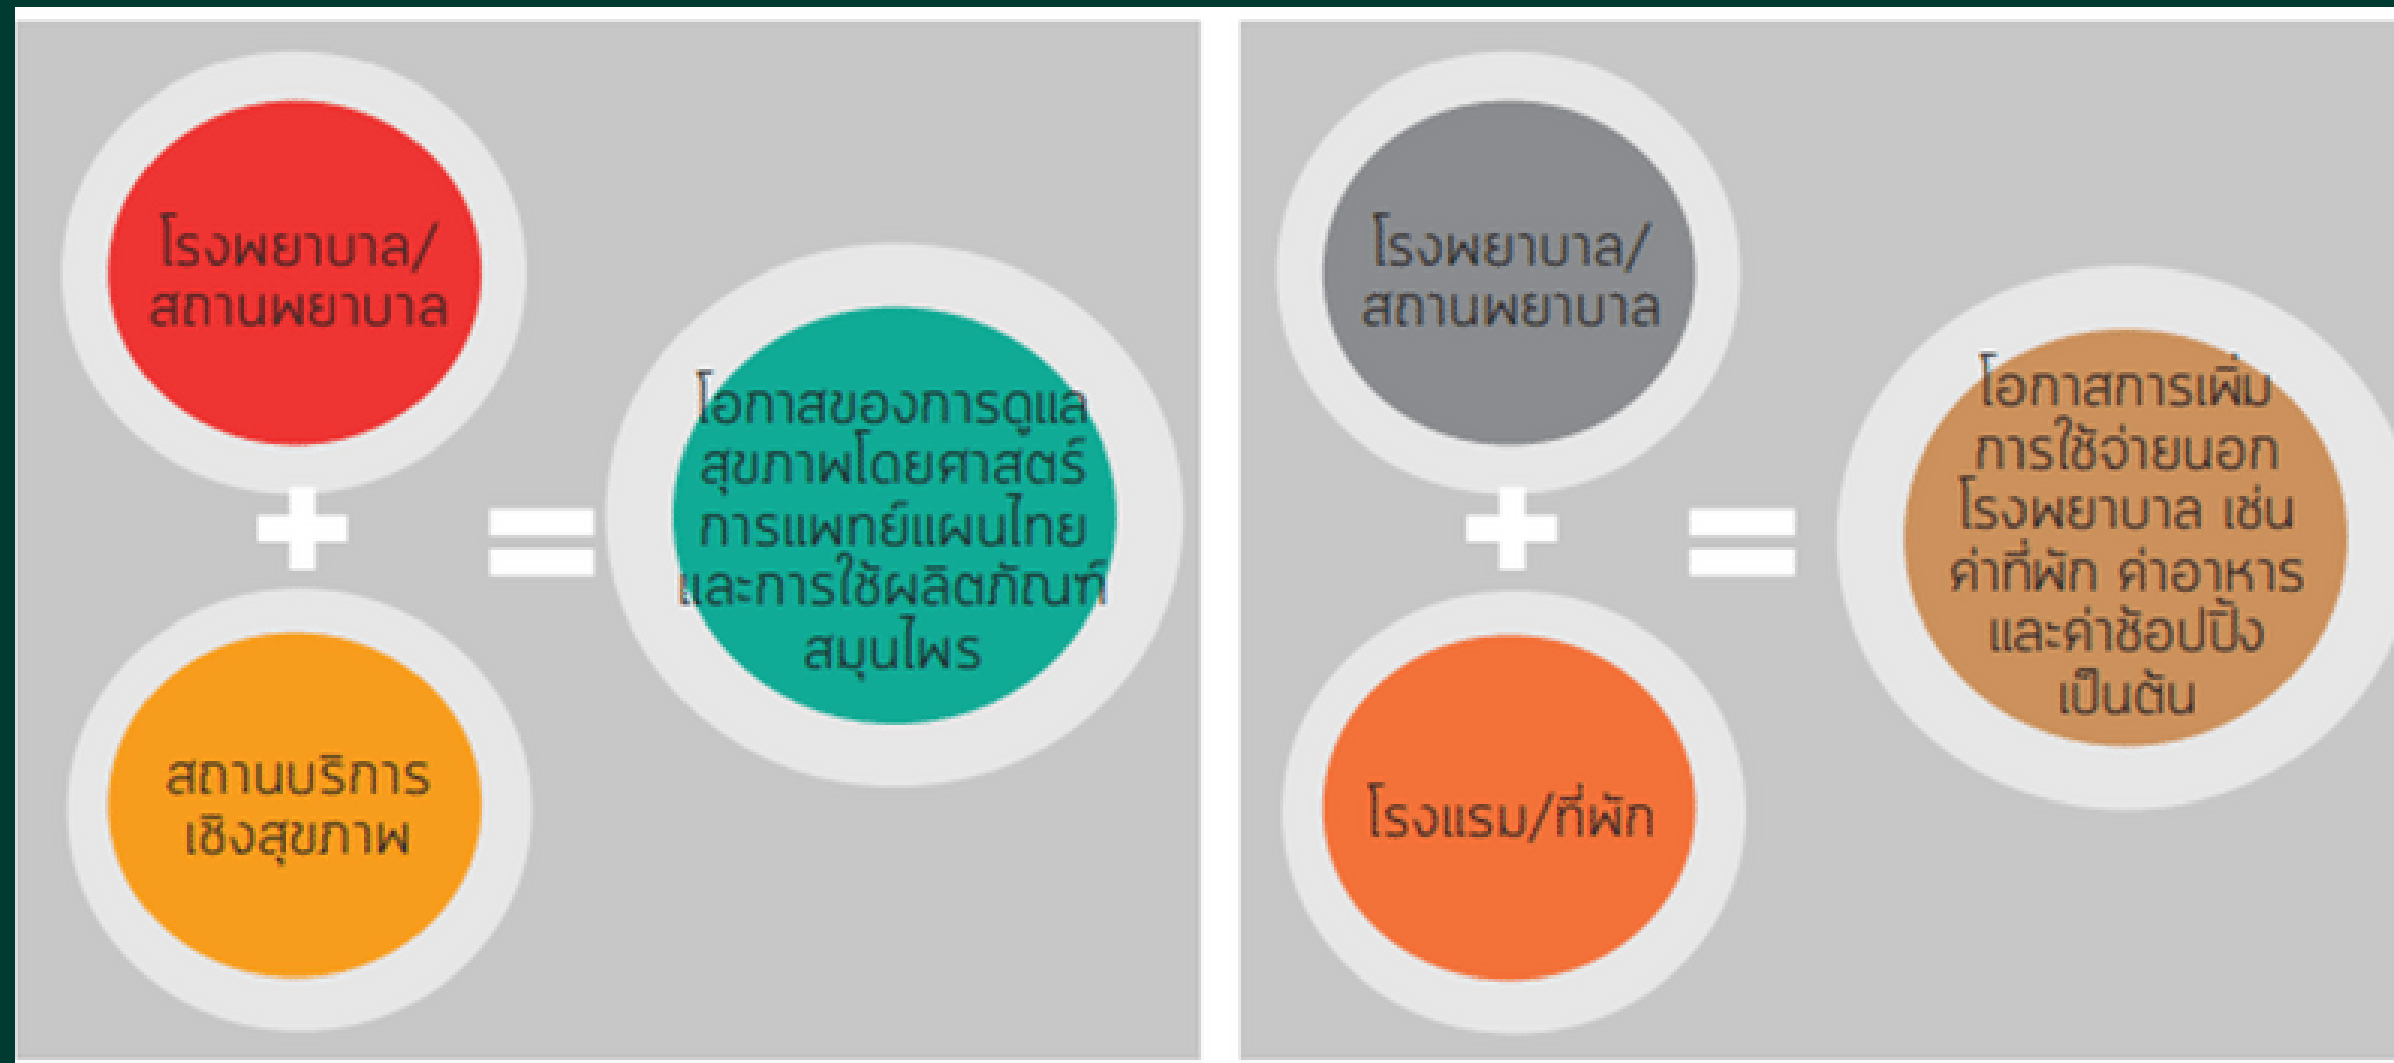 โรงพยาบาล/
สถานพยาบาล
+
สถานบริการ
เชิงสุขภาพ
=
โอกาสของการดูแล
สุขภาพโดยศาสตร์
การแพทย์แผนไทย
และการใช้ผลิตภัณฑ์
สมุนไพร
โรงพยาบาล/
สถานพยาบาล
+
โรงแรม/ที่พัก
=
โอกาสการเพิ่ม
การใช้จ่ายนอก
โรงพยาบาล เช่น
ค่าที่พัก ค่าอาหาร
และค่าช้อปปิ้ง
เป็นต้น